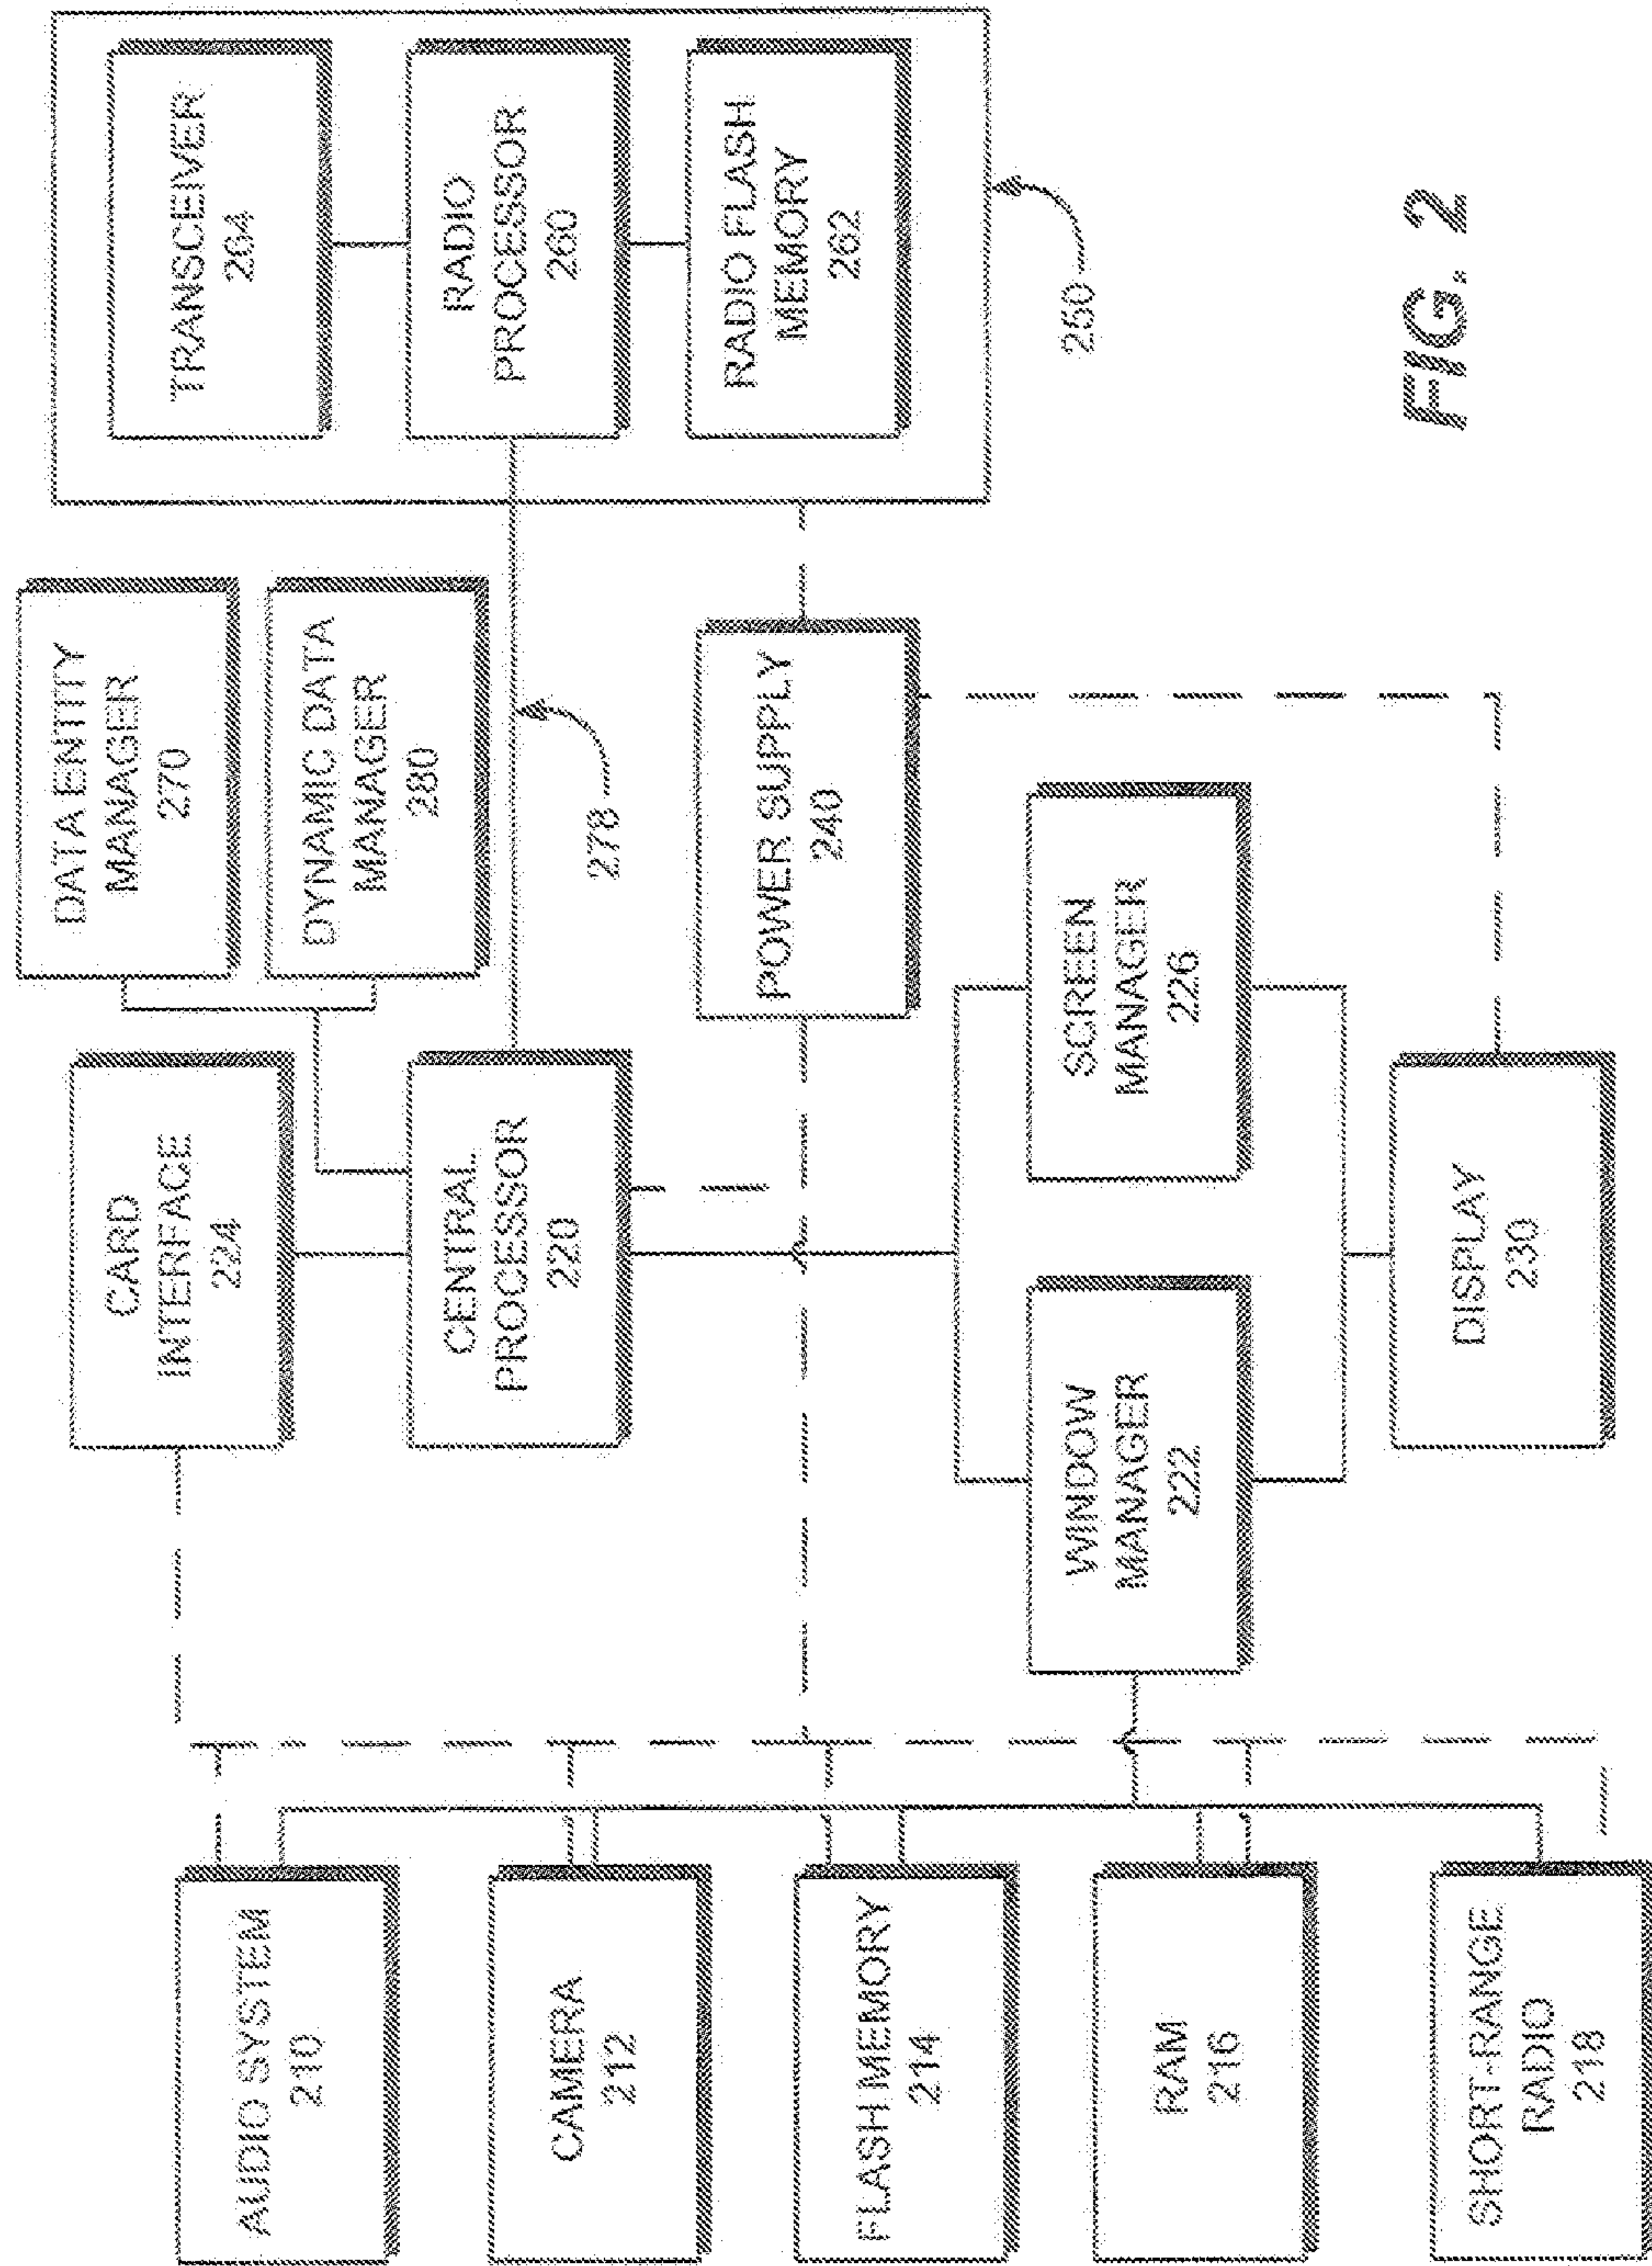 AUDIO SYSTEM
210
CAMERA
212
FLASH MEMORY
214
RAM
216
SHORT-RANGE
RADIO
218
CARD
INTERFACE
224
CENTRAL
PROCESSOR
220
WINDOW
MANAGER
222
SCREEN
MANAGER
226
DISPLAY
230
DATA ENTITY
MANAGER
270
DYNAMIC DATA
MANAGER
280
278
POWER SUPPLY
240
TRANSCEIVER
264
RADIO
PROCESSOR
260
RADIO FLASH
MEMORY
262
250
FIG. 2